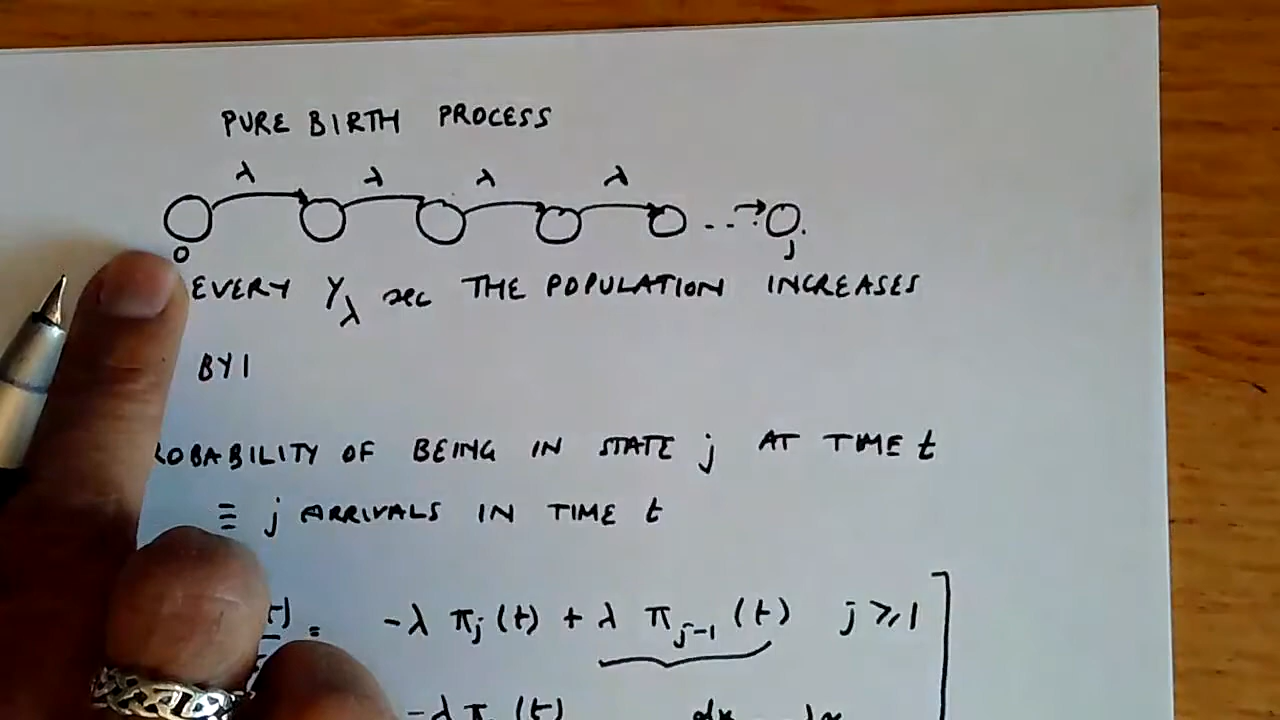 PURE BIRTH PROCESS
λ λ λ λ
0 j
EVERY 1/λ sec THE POPULATION INCREASES
BY 1
ROBABILITY OF BEING IN STATE j AT TIME t
≡ j ARRIVALS IN TIME t
t) = -λ π_j (t) + λ π_{j-1} (t) j ≥ 1
-λ π (t)